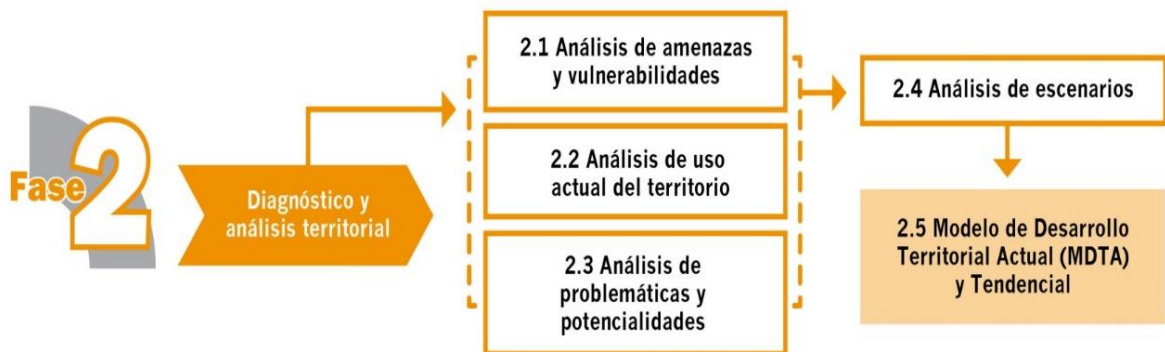 Fase 2
Diagnóstico y
análisis territorial
2.1 Análisis de amenazas
y vulnerabilidades
2.2 Análisis de uso
actual del territorio
2.3 Análisis de
problemáticas y
potencialidades
2.4 Análisis de escenarios
2.5 Modelo de Desarrollo
Territorial Actual (MDTA)
y Tendencial